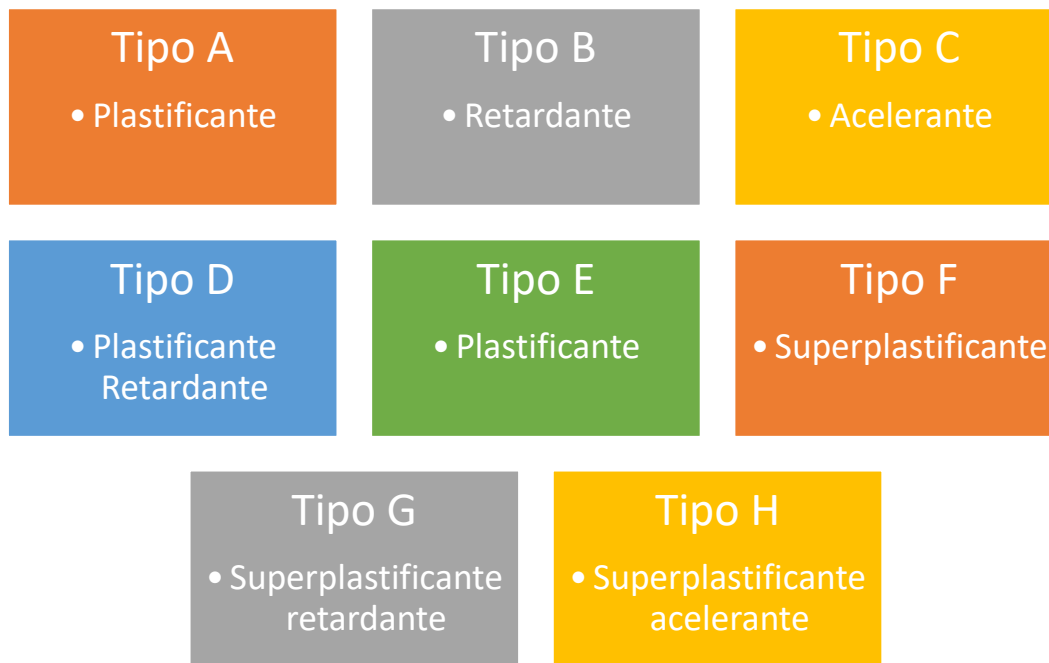 Tipo A
• Plastificante
Tipo B
• Retardante
Tipo C
• Acelerante
Tipo D
• Plastificante
Retardante
Tipo E
• Plastificante
Tipo F
• Superplastificante
Tipo G
• Superplastificante
retardante
Tipo H
• Superplastificante
acelerante